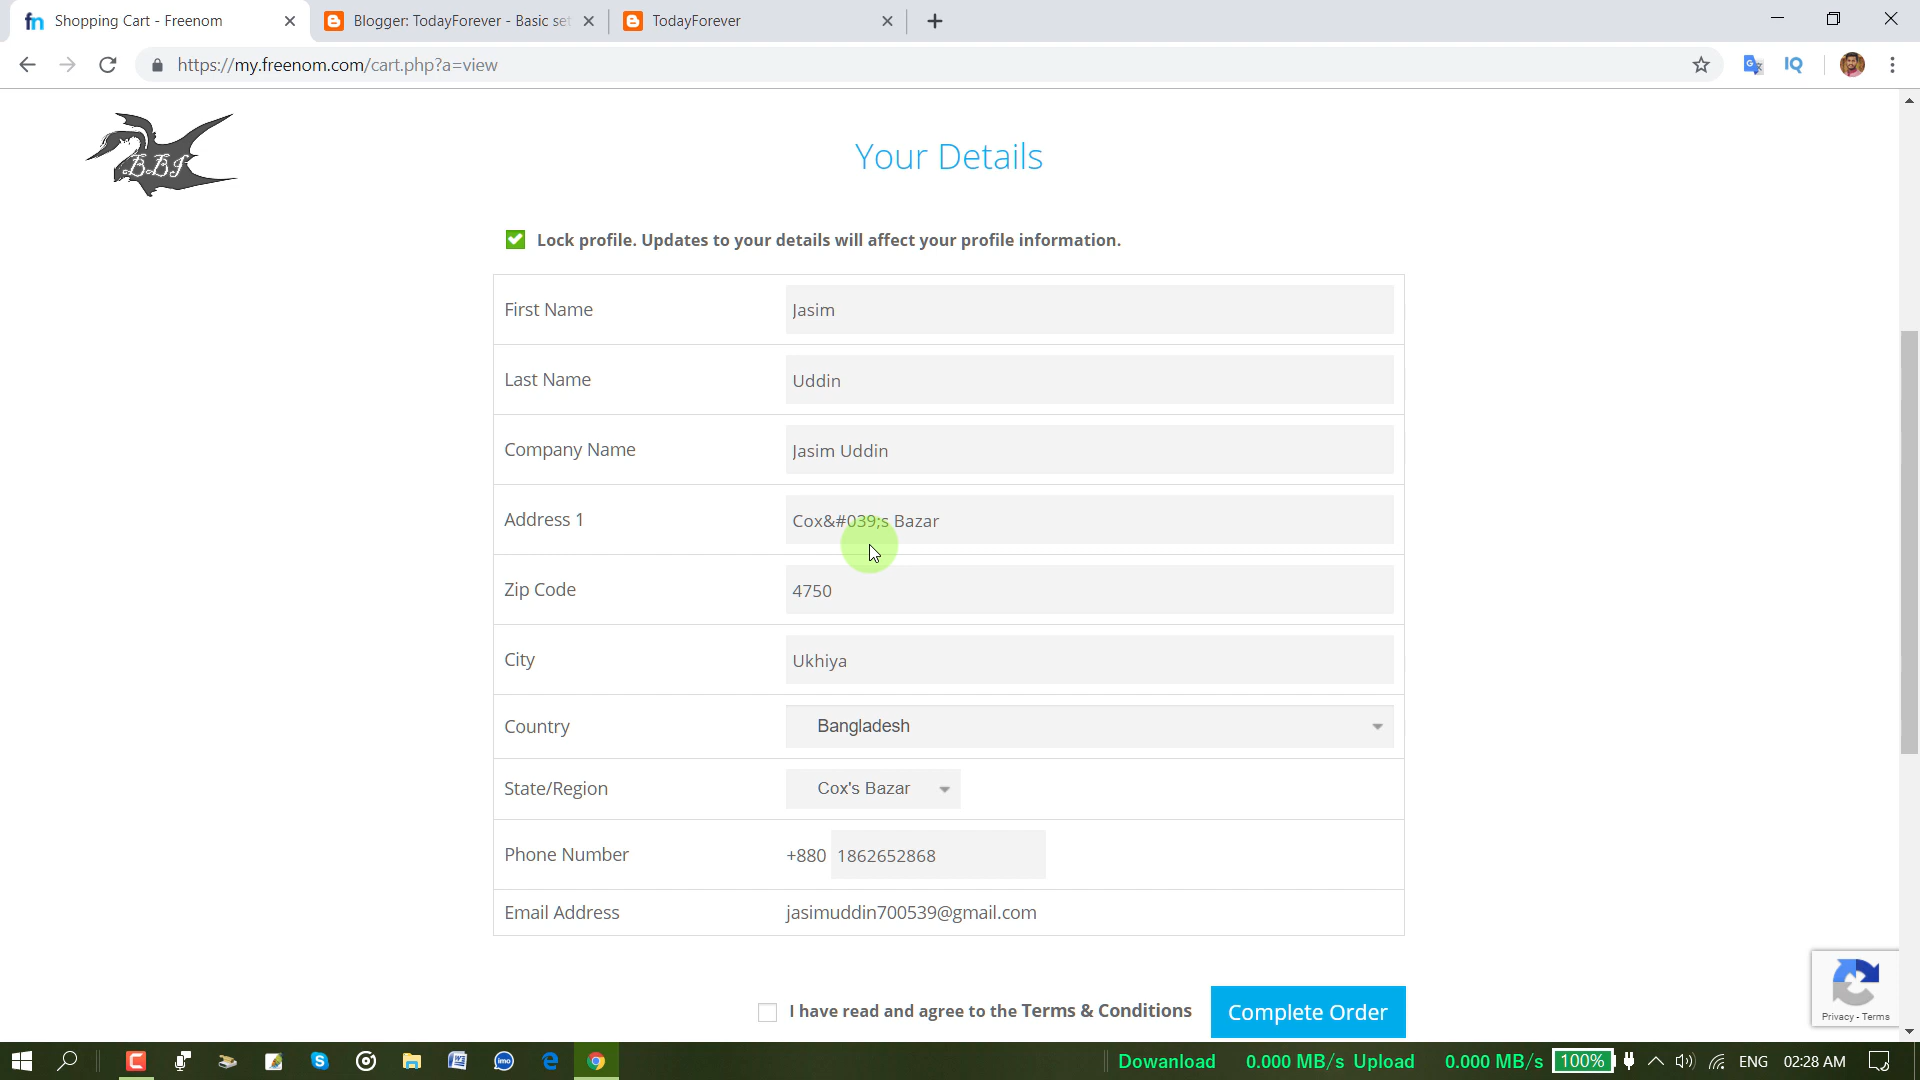 Shopping Cart - Freenom
Blogger: TodayForever - Basic set
TodayForever
https://my.freenom.com/cart.php?a=view
IQ
BBJ
Your Details
Lock profile. Updates to your details will affect your profile information.
First Name Jasim
Last Name Uddin
Company Name Jasim Uddin
Address 1 Cox&#039;s Bazar
Zip Code 4750
City Ukhiya
Country Bangladesh
State/Region Cox's Bazar
Phone Number +880 1862652868
Email Address jasimuddin700539@gmail.com
I have read and agree to the Terms & Conditions Complete Order
Privacy - Terms
Dowanload 0.000 MB/s Upload 0.000 MB/s 100% ENG 02:28 AM